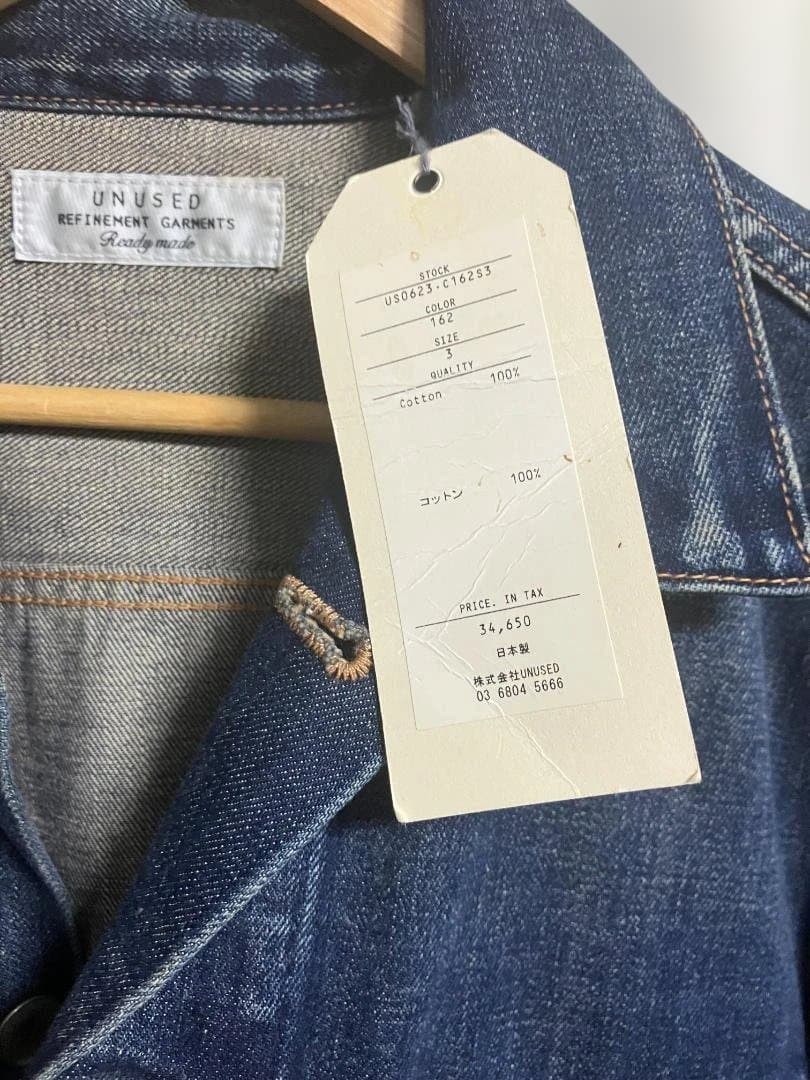 UNUSED
REFINEMENT GARMENTS
Ready made
STOCK
US0623・C162S3
COLOR
162
SIZE
3
QUALITY
Cotton 100%
コットン 100%
PRICE. IN TAX
34,650
日本製
株式会社UNUSED
03 6804 5666